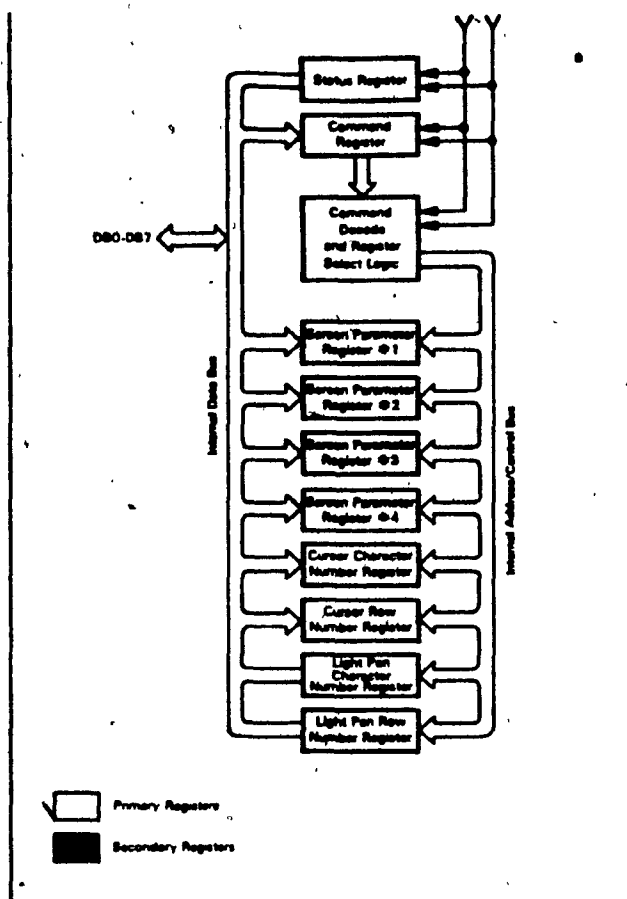 Status Register
Command
Register
Command
Decode
and Register
Select Logic
DB0-DB7
Screen Parameter
Register #1
Screen Parameter
Register #2
Screen Parameter
Register #3
Screen Parameter
Register #4
Cursor Character
Number Register
Cursor Row
Number Register
Light Pen
Character
Number Register
Light Pen Row
Number Register
Internal Data Bus
Internal Address/Control Bus
Primary Registers
Secondary Registers